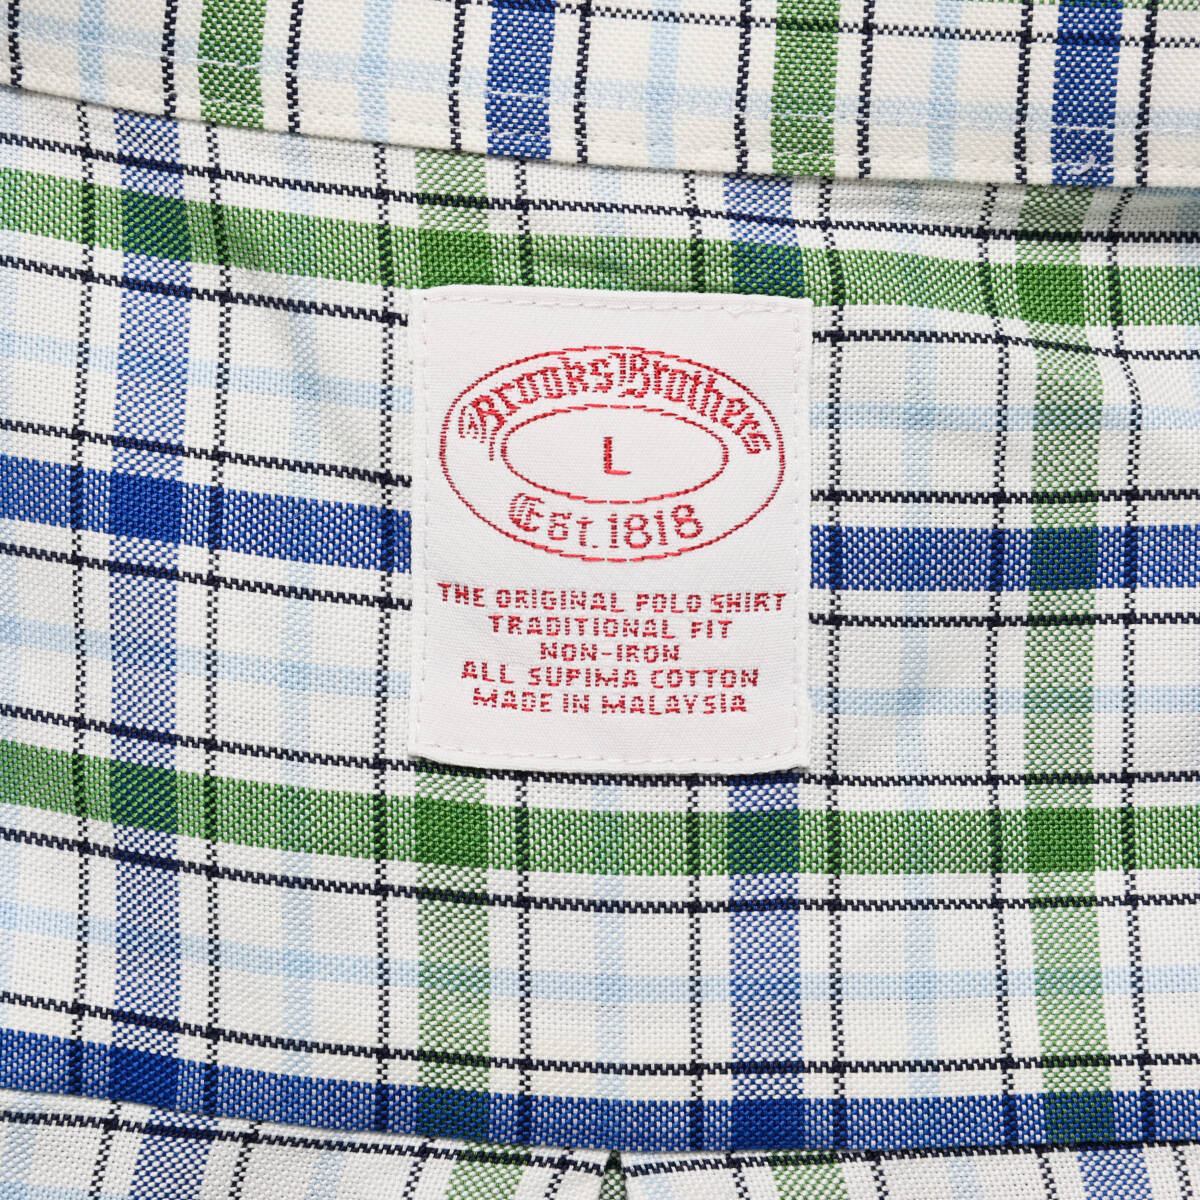 Brooks Brothers
L
Est. 1818
THE ORIGINAL POLO SHIRT
TRADITIONAL FIT
NON-IRON
ALL SUPIMA COTTON
MADE IN MALAYSIA